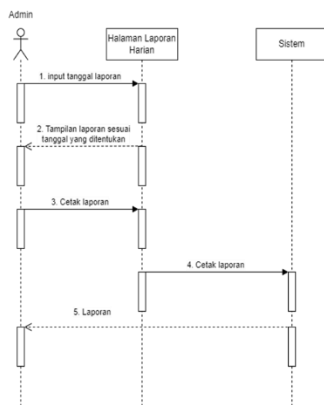 Admin
Halaman Laporan
Harian
Sistem
1. input tanggal laporan
2. Tampilan laporan sesuai
tanggal yang ditentukan
3. Cetak laporan
4. Cetak laporan
5. Laporan